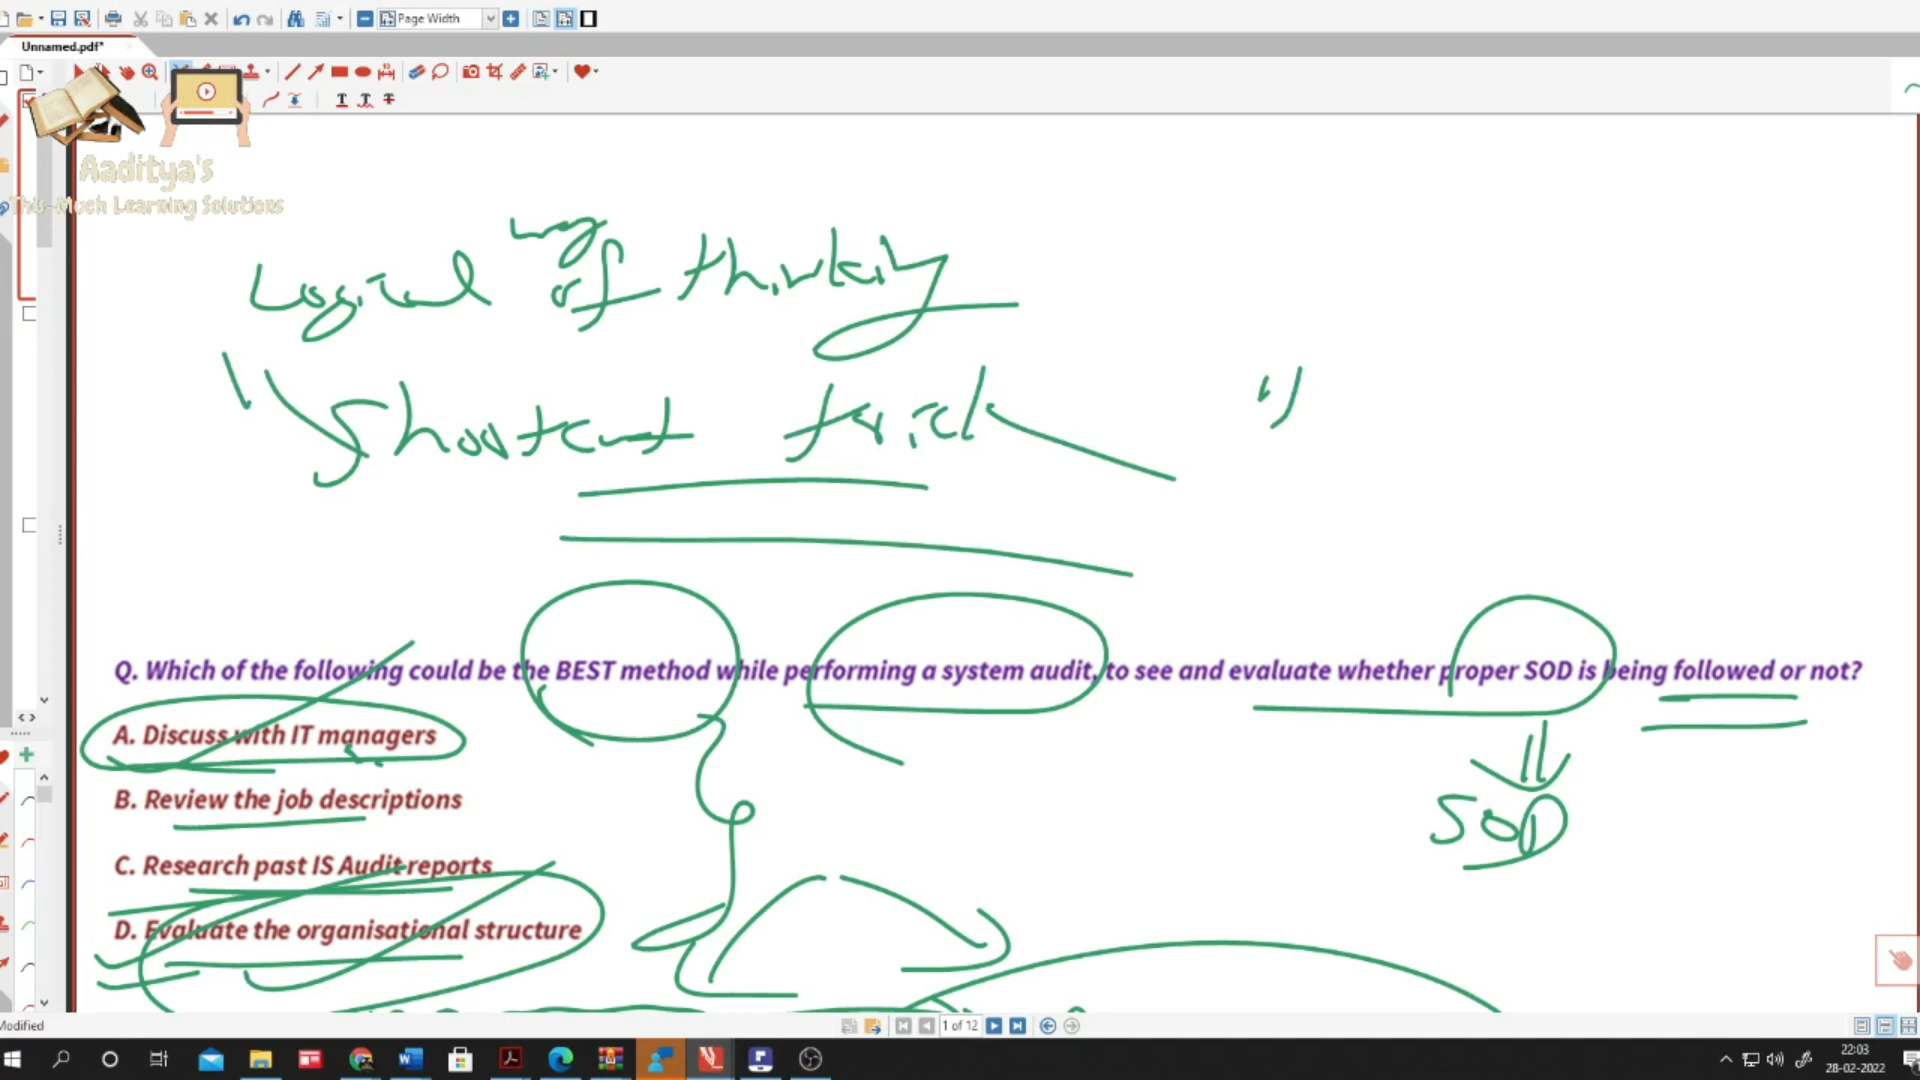 Page Width
Unnamed.pdf*
Aaditya's
This-Much Learning Solutions
Logical way of thinking
" Shortcut trick "
Q. Which of the following could be the BEST method while performing a system audit, to see and evaluate whether proper SOD is being followed or not?
A. Discuss with IT managers
B. Review the job descriptions
C. Research past IS Audit reports
D. Evaluate the organisational structure
SOD
Modified
1 of 12
22:03
28-02-2022